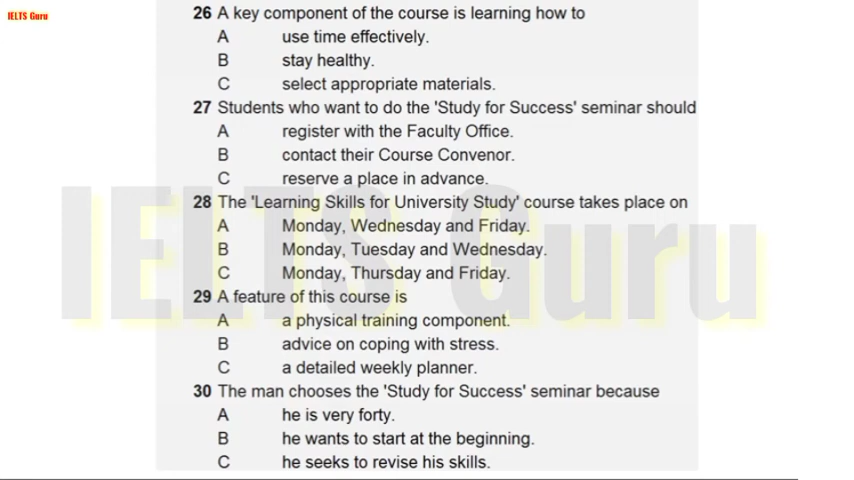 IELTS Guru
26 A key component of the course is learning how to
A use time effectively.
B stay healthy.
C select appropriate materials.
27 Students who want to do the 'Study for Success' seminar should
A register with the Faculty Office.
B contact their Course Convenor.
C reserve a place in advance.
28 The 'Learning Skills for University Study' course takes place on
A Monday, Wednesday and Friday.
B Monday, Tuesday and Wednesday.
C Monday, Thursday and Friday.
IELTS Guru
29 A feature of this course is
A a physical training component.
B advice on coping with stress.
C a detailed weekly planner.
30 The man chooses the 'Study for Success' seminar because
A he is very forty.
B he wants to start at the beginning.
C he seeks to revise his skills.